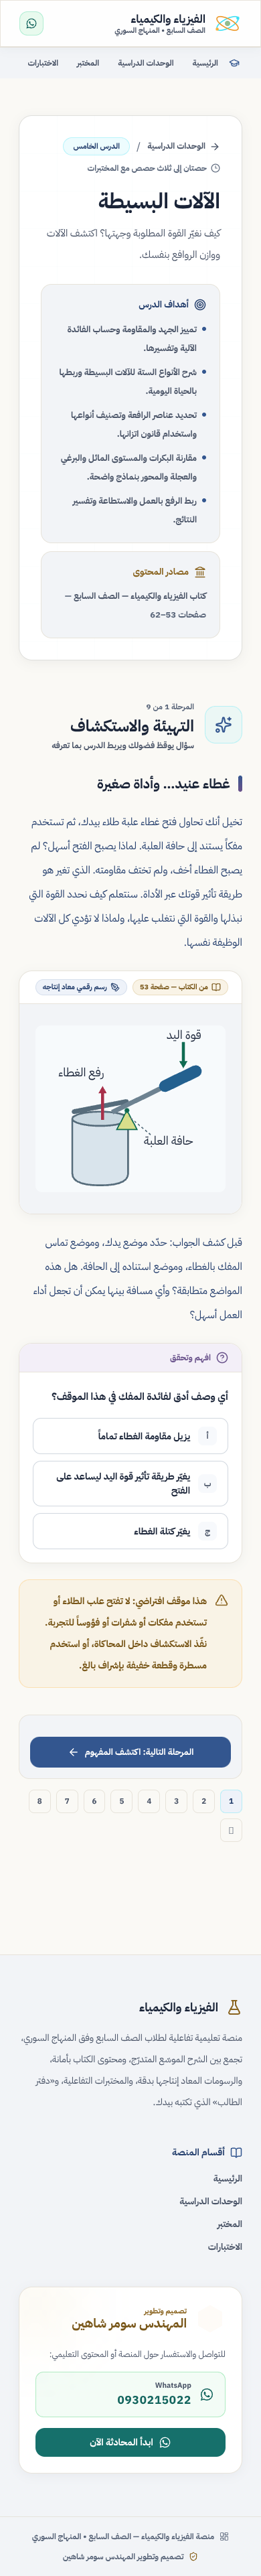 الفيزياء والكيمياء
الصف السابع • المنهاج السوري
الرئيسية
الوحدات الدراسية
المختبر
الاختبارات
الوحدات الدراسية / الدرس الخامس
حصتان إلى ثلاث حصص مع المختبرات
الآلات البسيطة
كيف نغيّر القوة المطلوبة وجهتها؟ اكتشف الآلات
ووازن الروافع بنفسك.
أهداف الدرس
تمييز الجهد والمقاومة وحساب الفائدة
الآلية وتفسيرها.
شرح الأنواع الستة للآلات البسيطة وربطها
بالحياة اليومية.
تحديد عناصر الرافعة وتصنيف أنواعها
واستخدام قانون اتزانها.
مقارنة البكرات والمستوى المائل والبرغي
والعجلة والمحور بنماذج واضحة.
ربط الرفع بالعمل والاستطاعة وتفسير
النتائج.
مصادر المحتوى
كتاب الفيزياء والكيمياء — الصف السابع —
صفحات 53–62
المرحلة 1 من 9
التهيئة والاستكشاف
سؤال يوقظ فضولك ويربط الدرس بما تعرفه
غطاء عنيد... وأداة صغيرة
تخيل أنك تحاول فتح غطاء علبة طلاء بيدك، ثم تستخدم
مفكاً يستند إلى حافة العلبة. لماذا يصبح الفتح أسهل؟ لم
يصبح الغطاء أخف، ولم تختف مقاومته. الذي تغير هو
طريقة تأثير قوتك عبر الأداة. سنتعلم كيف نحدد القوة التي
نبذلها والقوة التي نتغلب عليها، ولماذا لا تؤدي كل الآلات
الوظيفة نفسها.
من الكتاب — صفحة 53
رسم رقمي معاد إنتاجه
قوة اليد
رفع الغطاء
حافة العلبة
قبل كشف الجواب: حدّد موضع يدك، وموضع تماس
المفك بالغطاء، وموضع استناده إلى الحافة. هل هذه
المواضع متطابقة؟ وأي مسافة بينها يمكن أن تجعل أداء
العمل أسهل؟
افهم وتحقق
أي وصف أدق لفائدة المفك في هذا الموقف؟
أ يزيل مقاومة الغطاء تماماً
ب يغيّر طريقة تأثير قوة اليد ليساعد على
الفتح
ج يغيّر كتلة الغطاء
هذا موقف افتراضي: لا تفتح علب الطلاء أو
تستخدم مفكات أو شفرات أو فؤوساً للتجربة.
نفّذ الاستكشاف داخل المحاكاة، أو استخدم
مسطرة وقطعة خفيفة بإشراف بالغ.
المرحلة التالية: اكتشف المفهوم
1 2 3 4 5 6 7 8
الفيزياء والكيمياء
منصة تعليمية تفاعلية لطلاب الصف السابع وفق المنهاج السوري،
تجمع بين الشرح الموسع المتدرّج، ومحتوى الكتاب بأمانة،
والرسومات المعاد إنتاجها بدقة، والمختبرات التفاعلية، و«دفتر
الطالب» الذي تكتبه بيدك.
أقسام المنصة
الرئيسية
الوحدات الدراسية
المختبر
الاختبارات
تصميم وتطوير
المهندس سومر شاهين
للتواصل والاستفسار حول المنصة أو المحتوى التعليمي:
WhatsApp
0930215022
ابدأ المحادثة الآن
منصة الفيزياء والكيمياء — الصف السابع • المنهاج السوري
تصميم وتطوير المهندس سومر شاهين